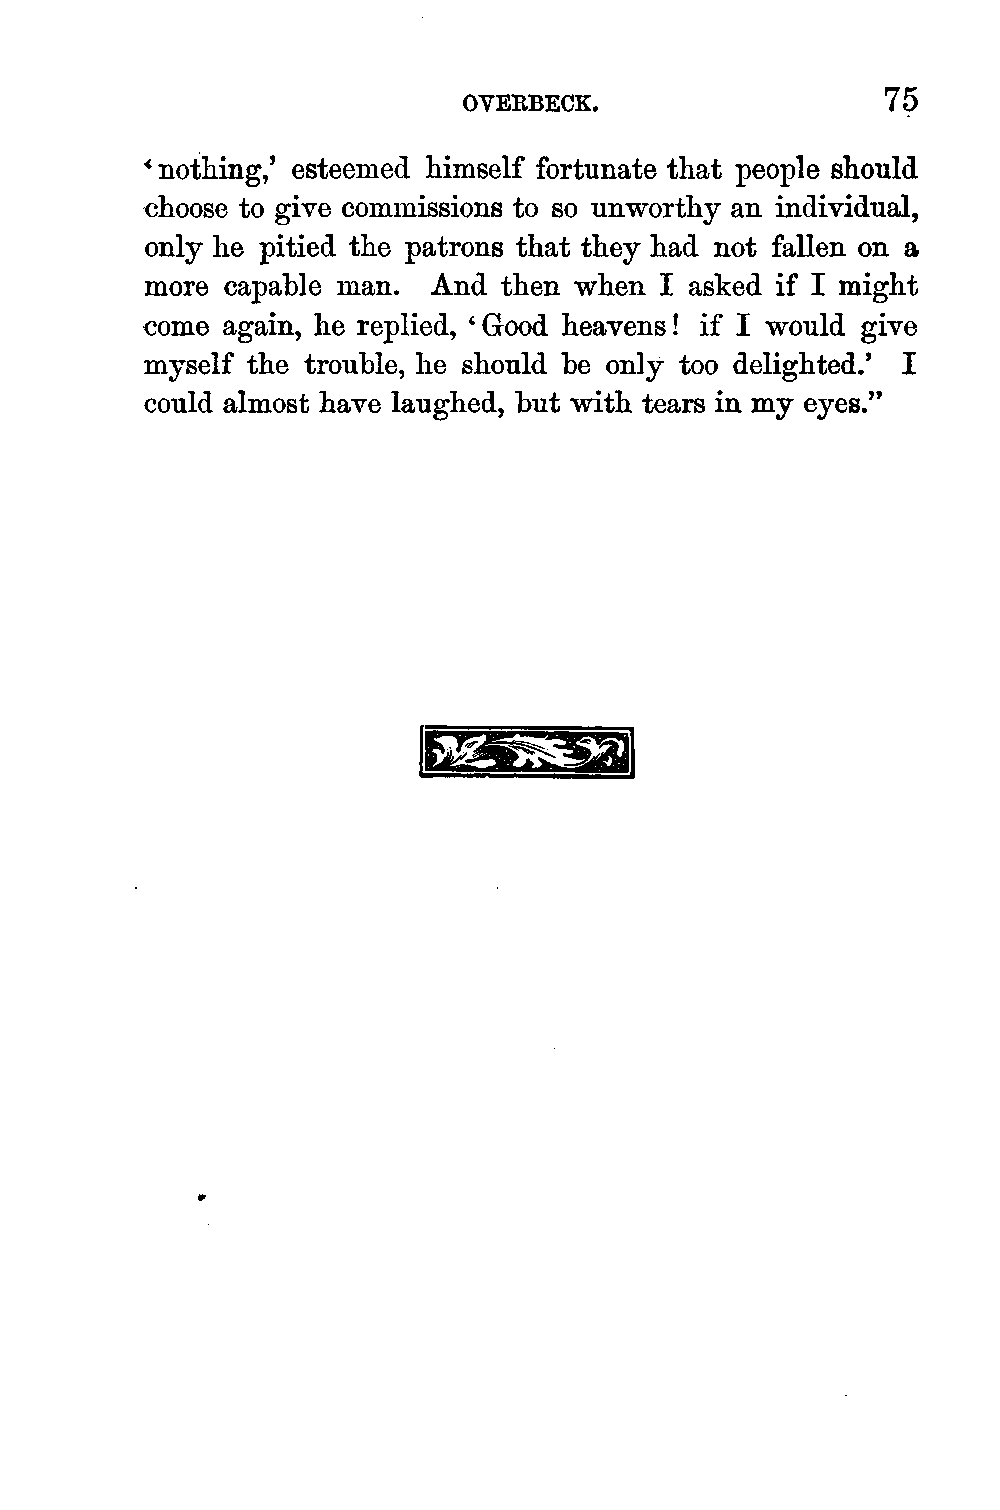 OVERBECK. 75
‘nothing,’ esteemed himself fortunate that people should
choose to give commissions to so unworthy an individual,
only he pitied the patrons that they had not fallen on a
more capable man. And then when I asked if I might
come again, he replied, ‘Good heavens! if I would give
myself the trouble, he should be only too delighted.’ I
could almost have laughed, but with tears in my eyes.”